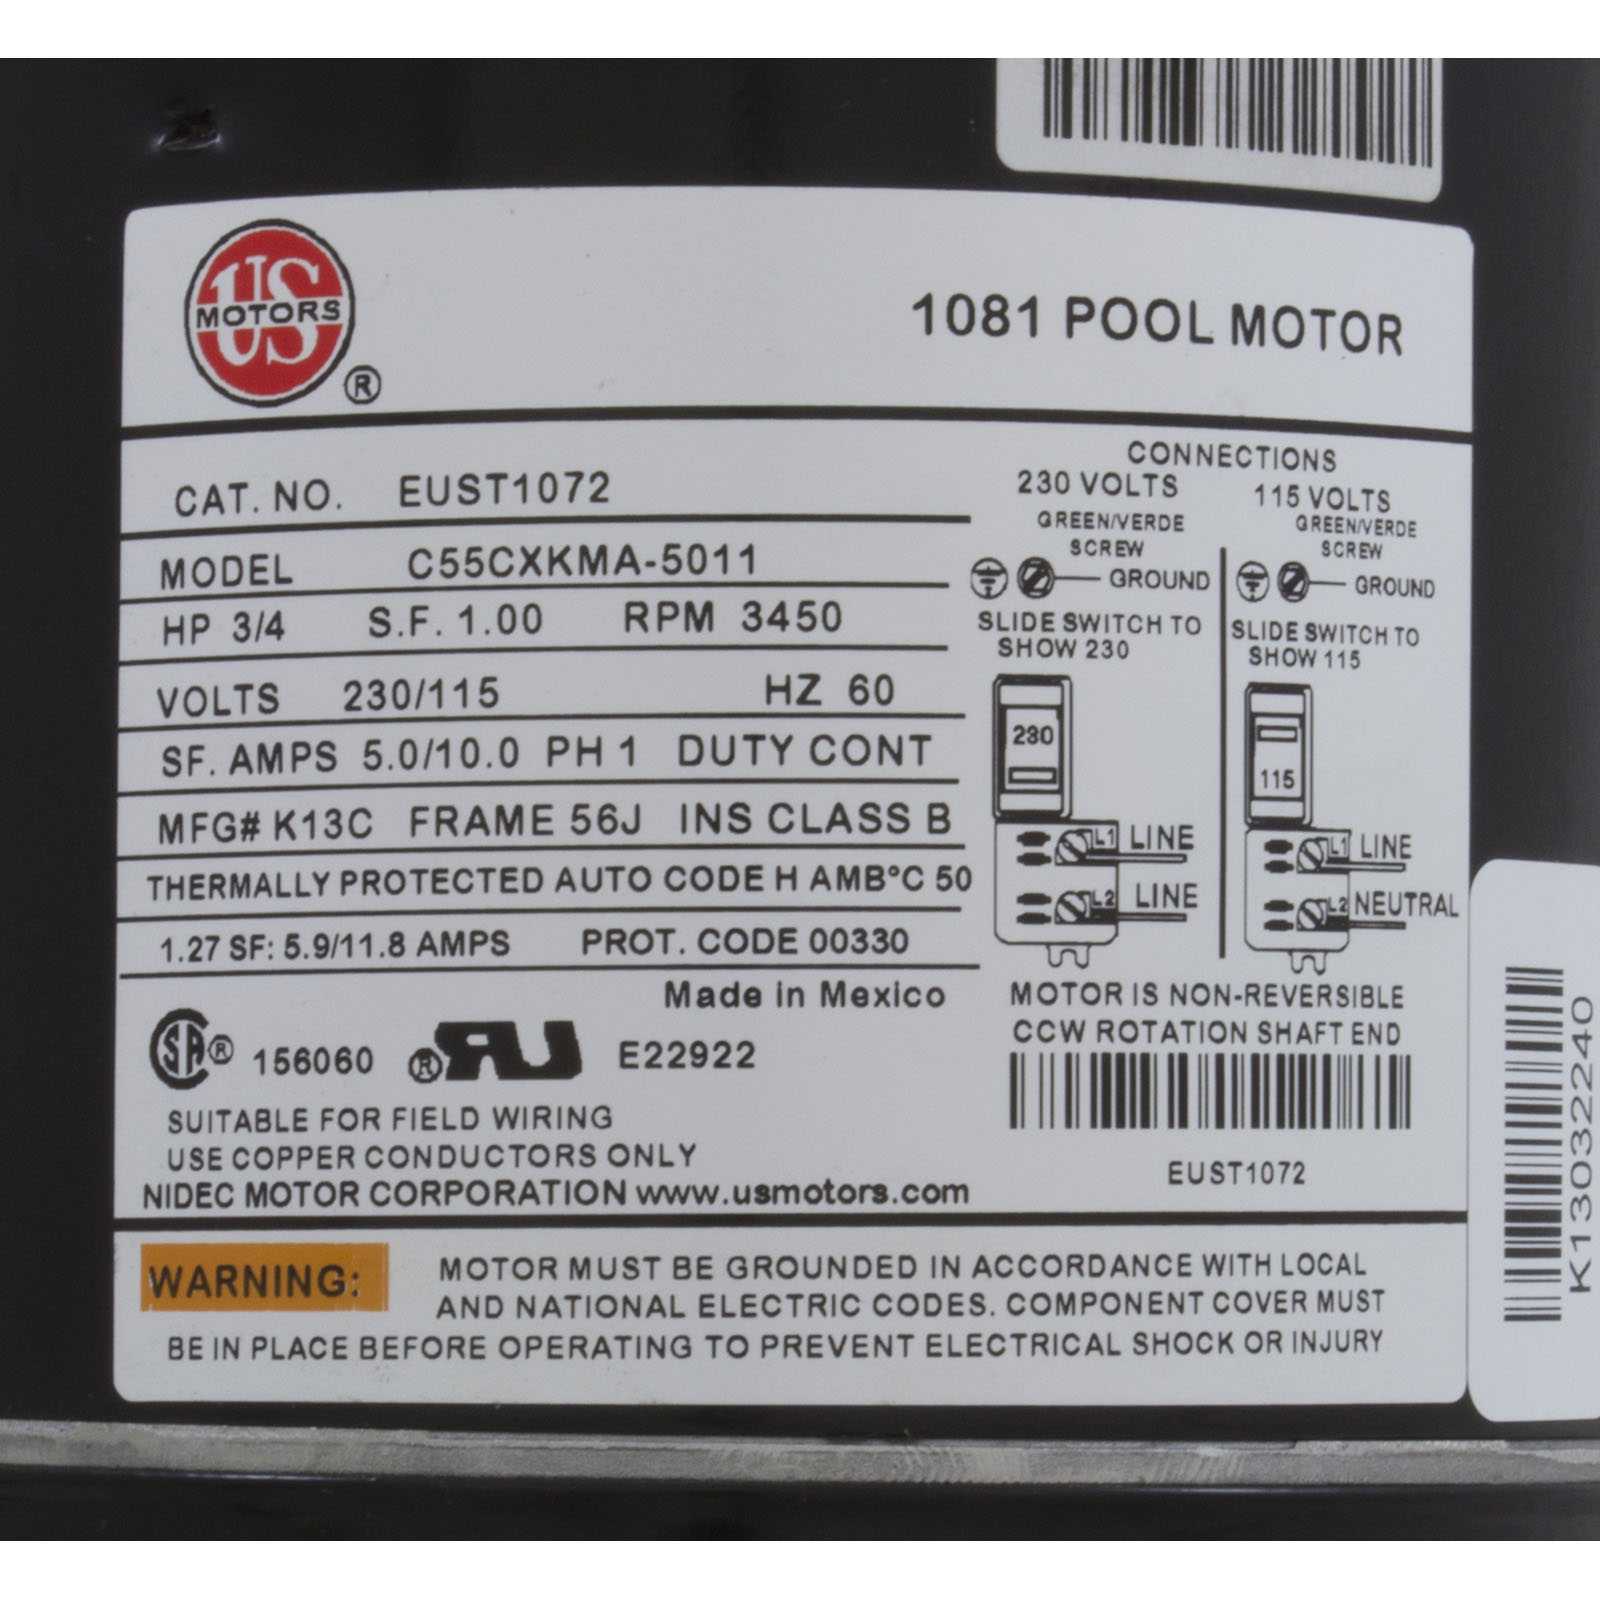 US
MOTORS
®
1081 POOL MOTOR
CAT. NO. EUST1072
MODEL C55CXKMA-5011
HP 3/4 S.F. 1.00 RPM 3450
VOLTS 230/115 HZ 60
SF. AMPS 5.0/10.0 PH 1 DUTY CONT
MFG# K13C FRAME 56J INS CLASS B
THERMALLY PROTECTED AUTO CODE H AMB°C 50
1.27 SF: 5.9/11.8 AMPS PROT. CODE 00330
Made in Mexico
SA® 156060 ®RU E22922
SUITABLE FOR FIELD WIRING
USE COPPER CONDUCTORS ONLY
NIDEC MOTOR CORPORATION www.usmotors.com
CONNECTIONS
230 VOLTS
GREEN/VERDE
SCREW
GROUND
SLIDE SWITCH TO
SHOW 230
230
L1 LINE
L2 LINE
115 VOLTS
GREEN/VERDE
SCREW
GROUND
SLIDE SWITCH TO
SHOW 115
115
L1 LINE
L2 NEUTRAL
MOTOR IS NON-REVERSIBLE
CCW ROTATION SHAFT END
EUST1072
WARNING: MOTOR MUST BE GROUNDED IN ACCORDANCE WITH LOCAL
AND NATIONAL ELECTRIC CODES. COMPONENT COVER MUST
BE IN PLACE BEFORE OPERATING TO PREVENT ELECTRICAL SHOCK OR INJURY
K13032240